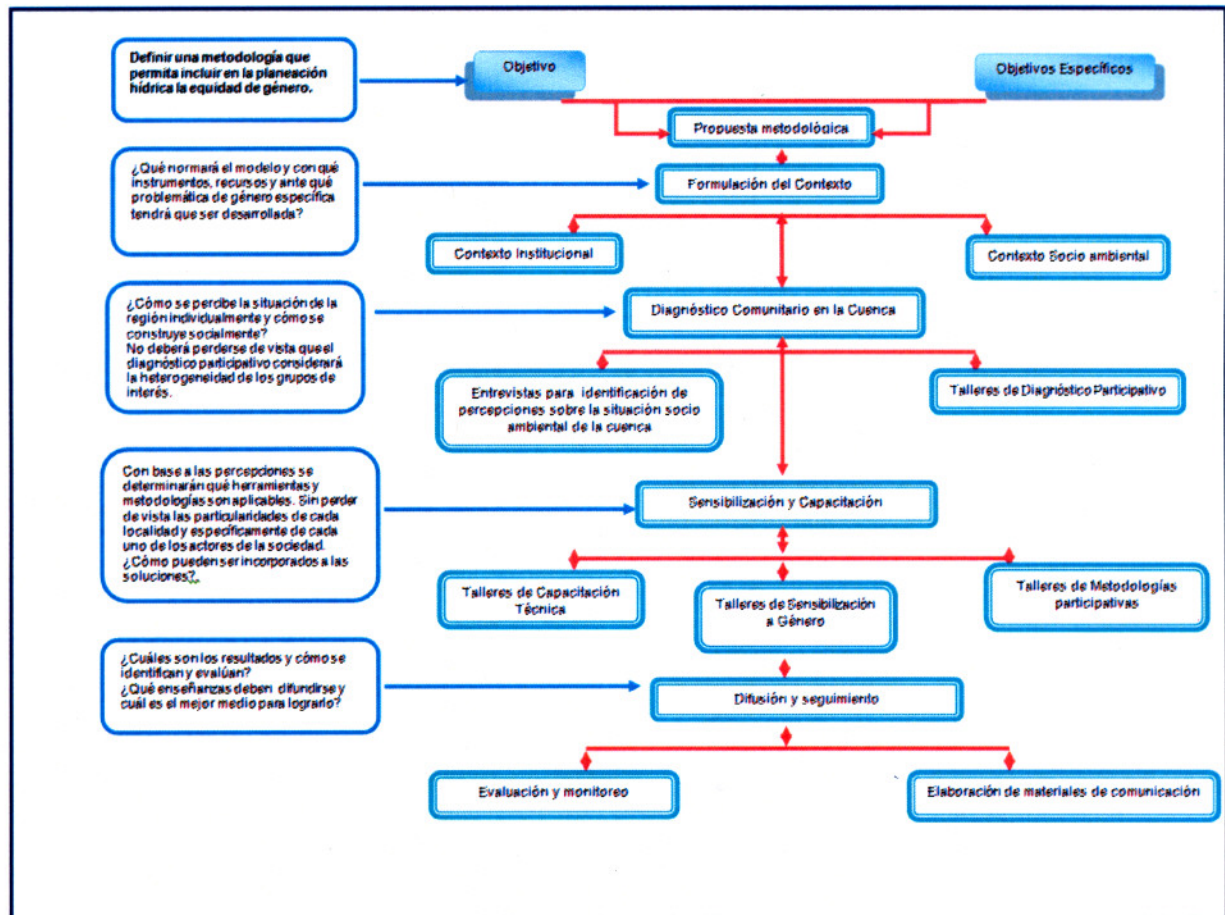 Definir una metodología que
permita incluir en la planeación
hídrica la equidad de género.
Objetivo
Objetivos Específicos
Propuesta metodológica
¿Qué normará el modelo y con qué
instrumentos, recursos y ante qué
problemática de género específica
tendrá que ser desarrollada?
Formulación del Contexto
Contexto Institucional
Contexto Socio ambiental
¿Cómo se percibe la situación de la
región individualmente y cómo se
construye socialmente?
No deberá perderse de vista que el
diagnóstico participativo considerará
la heterogeneidad de los grupos de
interés.
Diagnóstico Comunitario en la Cuenca
Entrevistas para identificación de
percepciones sobre la situación socio
ambiental de la cuenca
Talleres de Diagnóstico Participativo
Con base a las percepciones se
determinarán qué herramientas y
metodologías son aplicables. Sin perder
de vista las particularidades de cada
localidad y específicamente de cada
uno de los actores de la sociedad.
¿Cómo pueden ser incorporados a las
soluciones?
Sensibilización y Capacitación
Talleres de Capacitación
Técnica
Talleres de Sensibilización
a Género
Talleres de Metodologías
participativas
¿Cuáles son los resultados y cómo se
identifican y evalúan?
¿Qué enseñanzas deben difundirse y
cuál es el mejor medio para lograrlo?
Difusión y seguimiento
Evaluación y monitoreo
Elaboración de materiales de comunicación